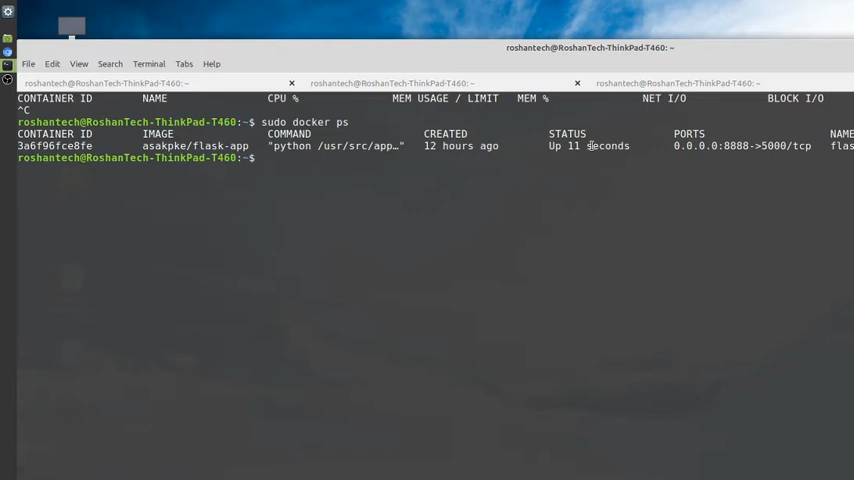 roshantech@RoshanTech-ThinkPad-T460: ~
File Edit View Search Terminal Tabs Help
roshantech@RoshanTech-ThinkPad-T460: ~ × roshantech@RoshanTech-ThinkPad-T460: ~ × roshantech@RoshanTech-ThinkPad-T460: ~
CONTAINER ID NAME CPU % MEM USAGE / LIMIT MEM % NET I/O BLOCK I/O
^C
roshantech@RoshanTech-ThinkPad-T460:~$ sudo docker ps
CONTAINER ID IMAGE COMMAND CREATED STATUS PORTS NAME
3a6f96fce8fe asakpke/flask-app "python /usr/src/app…" 12 hours ago Up 11 seconds 0.0.0.0:8888->5000/tcp flas
roshantech@RoshanTech-ThinkPad-T460:~$